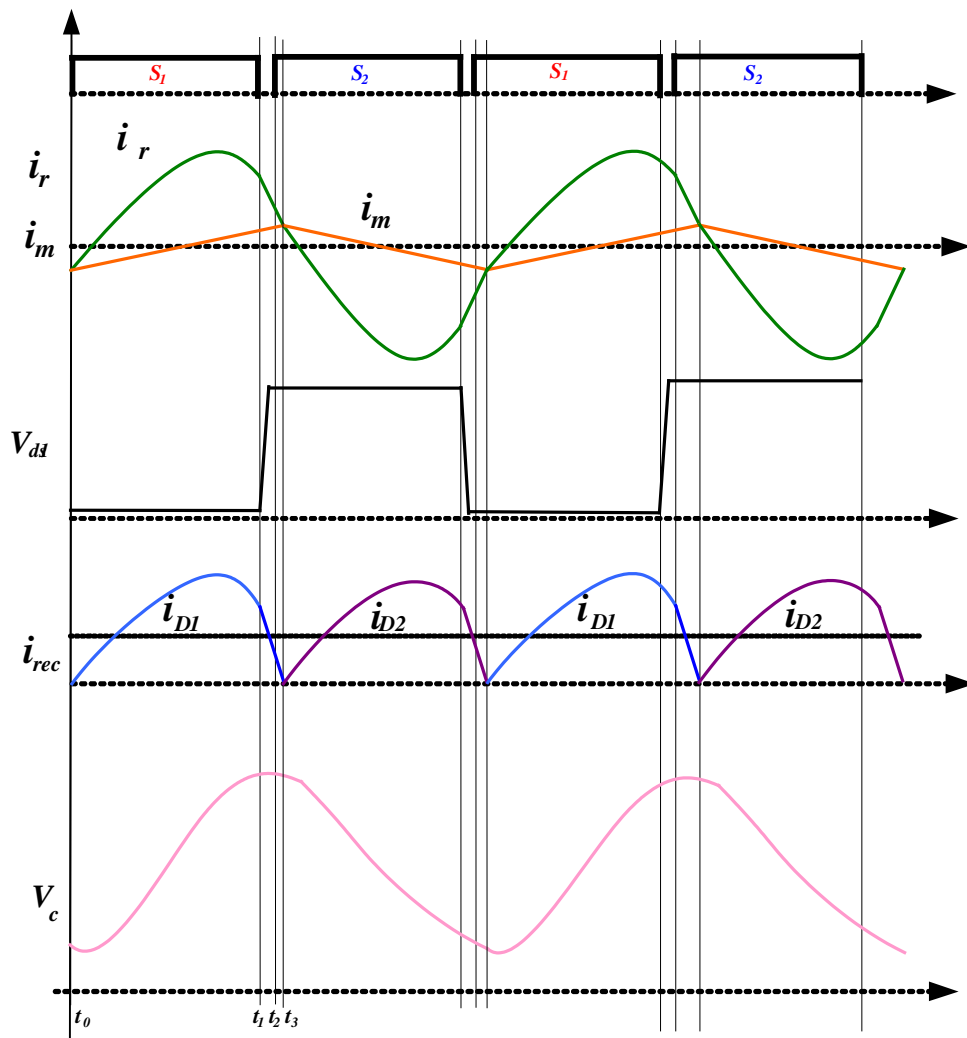 S1 S2 S1 S2
i r
ir
im
im
Vds1
iD1 iD2 iD1 iD2
irec
Vc
t0 t1 t2 t3